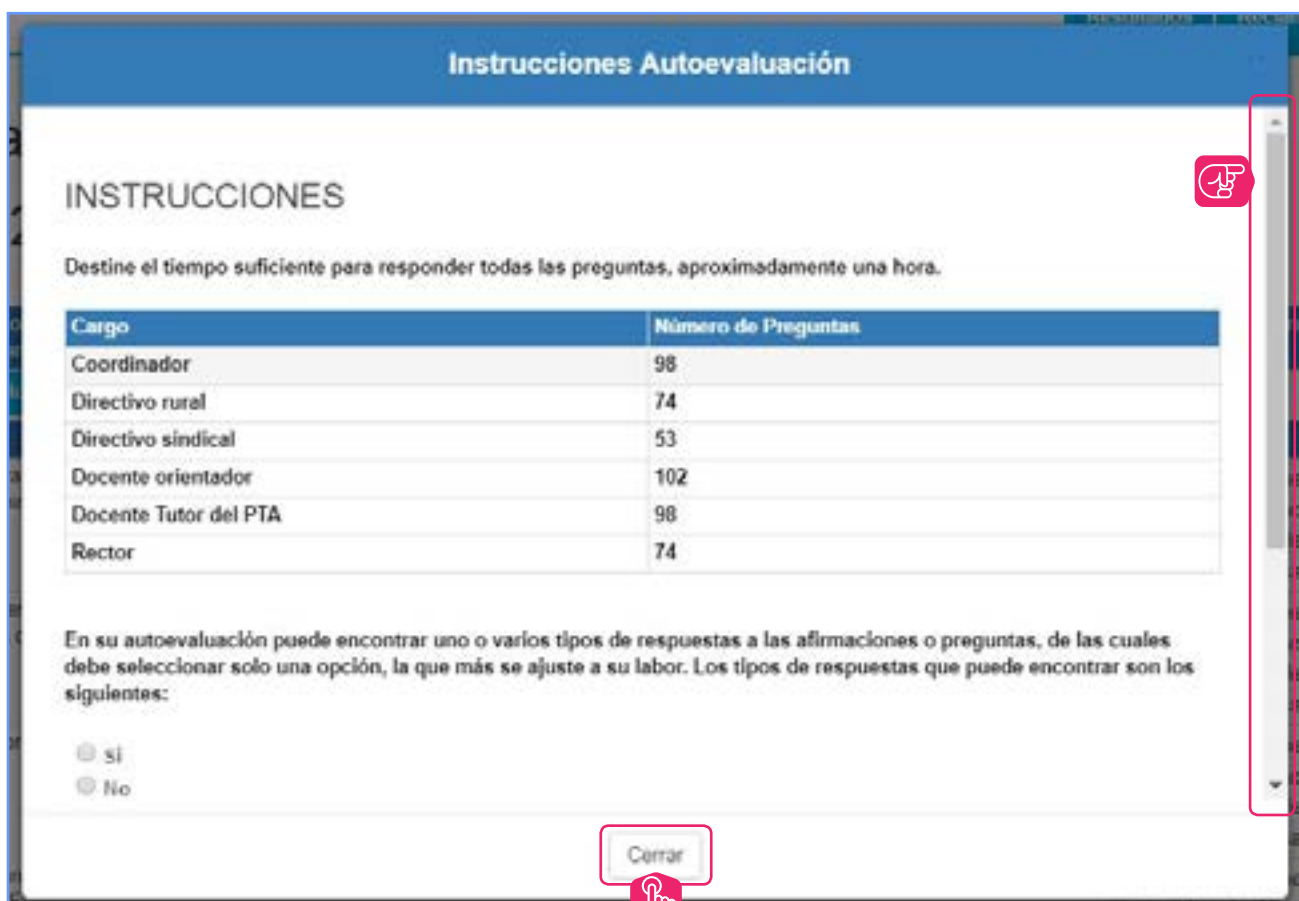 Instrucciones Autoevaluación
INSTRUCCIONES
Destine el tiempo suficiente para responder todas las preguntas, aproximadamente una hora.
Cargo Número de Preguntas
Coordinador 98
Directivo rural 74
Directivo sindical 53
Docente orientador 102
Docente Tutor del PTA 98
Rector 74
En su autoevaluación puede encontrar uno o varios tipos de respuestas a las afirmaciones o preguntas, de las cuales
debe seleccionar solo una opción, la que más se ajuste a su labor. Los tipos de respuestas que puede encontrar son los
siguientes:
Si
No
Cerrar